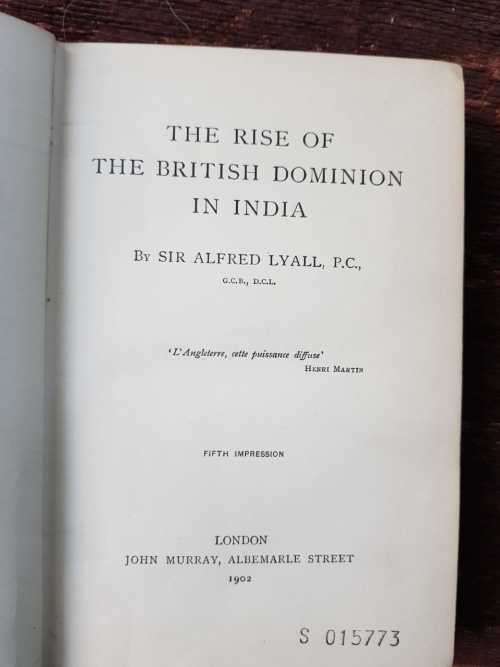 THE RISE OF
THE BRITISH DOMINION
IN INDIA
By SIR ALFRED LYALL, P.C.,
G.C.B., D.C.L.
'L'Angleterre, cette puissance diffuse'
Henri Martin
FIFTH IMPRESSION
LONDON
JOHN MURRAY, ALBEMARLE STREET
1902
S 015773